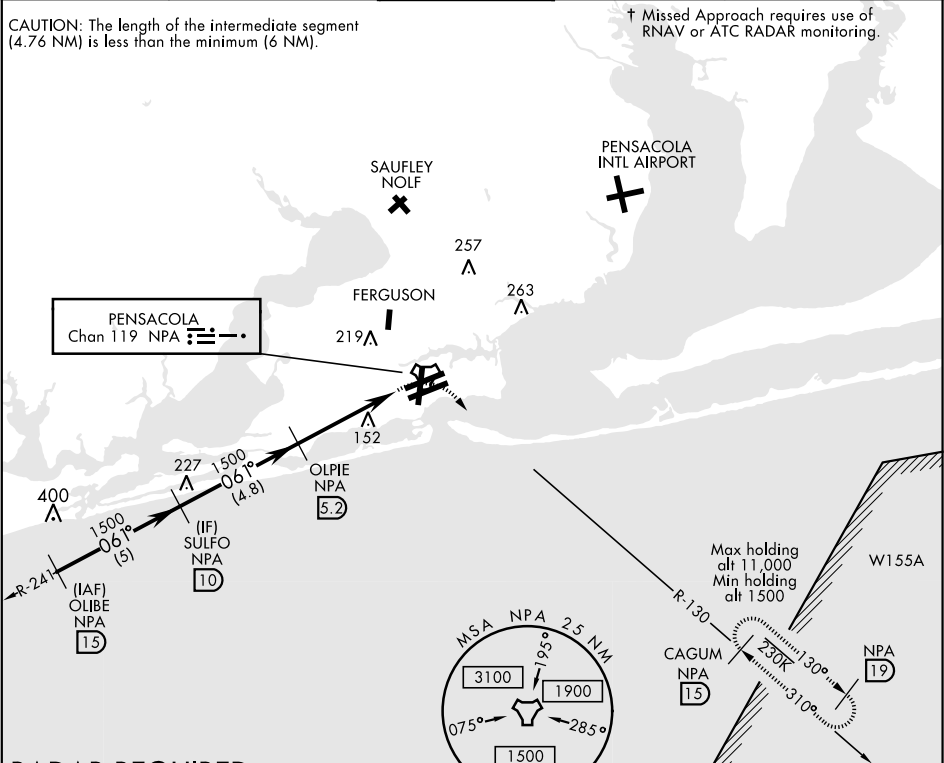 CAUTION: The length of the intermediate segment
(4.76 NM) is less than the minimum (6 NM).
† Missed Approach requires use of
RNAV or ATC RADAR monitoring.
PENSACOLA
INTL AIRPORT
SAUFLEY
NOLF
257
263
FERGUSON
219
PENSACOLA
Chan 119 NPA
152
OLPIE
NPA
5.2
1500
061°
(4.8)
227
400
1500
061°
(5)
(IF)
SULFO
NPA
10
R-241
(IAF)
OLIBE
NPA
15
Max holding
alt 11,000
Min holding
alt 1500
W155A
R-130
CAGUM
NPA
15
230K
130°
310°
NPA
19
MSA NPA 25 NM
195°
3100
1900
075°
285°
1500
RADAR REQUIRED